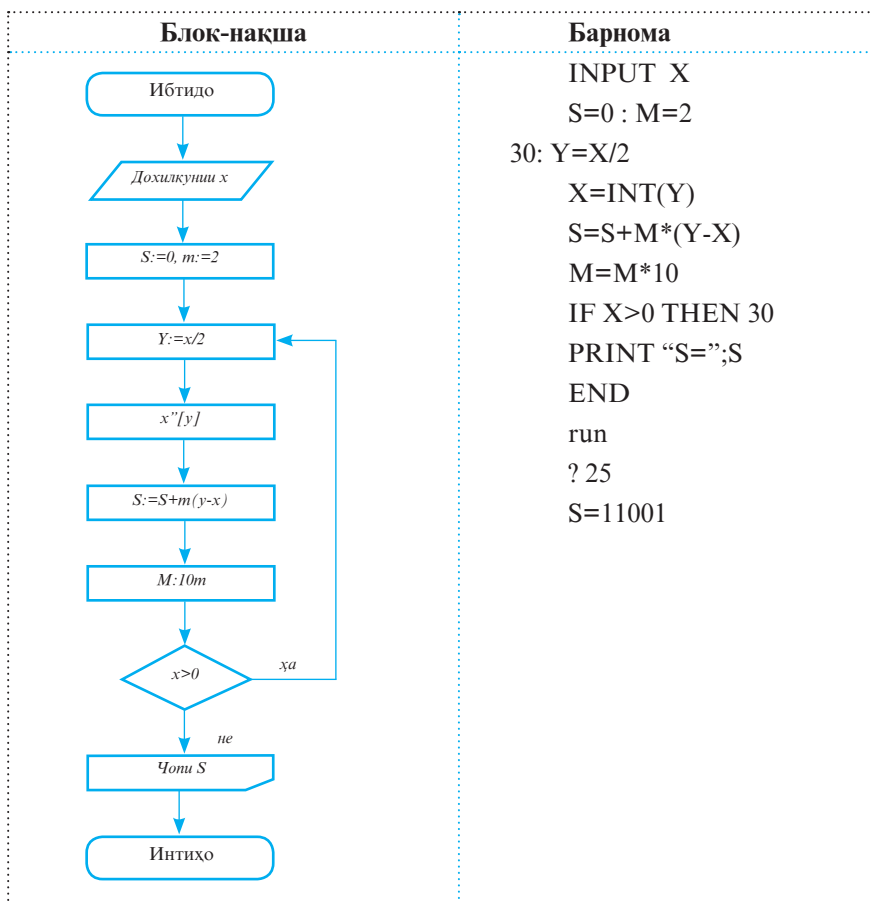 Блок-нақша
Ибтидо
Дохилкунии x
S:=0, m:=2
Y:=x/2
x”[y]
S:=S+m(y-x)
M:10m
x>0
ҳа
не
Чопи S
Интиҳо
Барнома
INPUT X
S=0 : M=2
30: Y=X/2
X=INT(Y)
S=S+M*(Y-X)
M=M*10
IF X>0 THEN 30
PRINT “S=”;S
END
run
? 25
S=11001